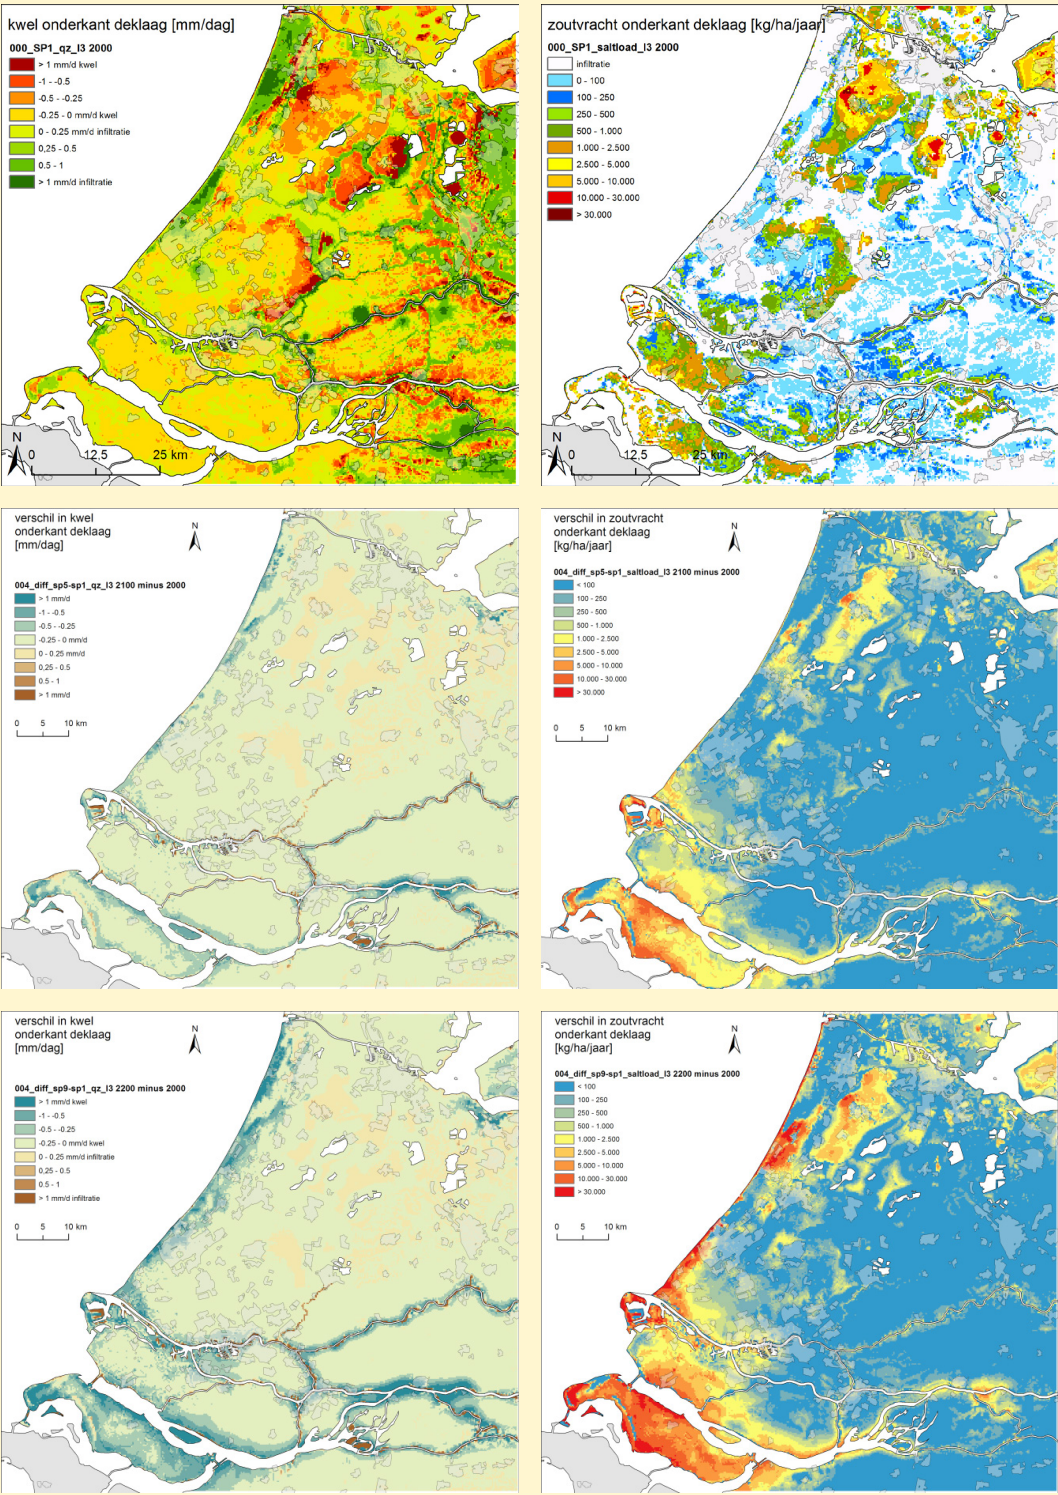 kwel onderkant deklaag [mm/dag]
000_SP1_qz_l3 2000
> 1 mm/d kwel
-1 - -0.5
-0.5 - -0.25
-0.25 - 0 mm/d kwel
0 - 0.25 mm/d infiltratie
0,25 - 0.5
0.5 - 1
> 1 mm/d infiltratie
N
0 12,5 25 km
zoutvracht onderkant deklaag [kg/ha/jaar]
000_SP1_saltload_l3 2000
infiltratie
0 - 100
100 - 250
250 - 500
500 - 1.000
1.000 - 2.500
2.500 - 5.000
5.000 - 10.000
10.000 - 30.000
> 30.000
N
0 12,5 25 km
verschil in kwel
onderkant deklaag
[mm/dag]
N
004_diff_sp5-sp1_qz_l3 2100 minus 2000
> 1 mm/d
-1 - -0.5
-0.5 - -0.25
-0.25 - 0 mm/d
0 - 0.25 mm/d
0,25 - 0.5
0.5 - 1
> 1 mm/d
0 5 10 km
verschil in zoutvracht
onderkant deklaag
[kg/ha/jaar]
N
004_diff_sp5-sp1_saltload_l3 2100 minus 2000
< 100
100 - 250
250 - 500
500 - 1.000
1.000 - 2.500
2.500 - 5.000
5.000 - 10.000
10.000 - 30.000
> 30.000
0 5 10 km
verschil in kwel
onderkant deklaag
[mm/dag]
N
004_diff_sp9-sp1_qz_l3 2200 minus 2000
> 1 mm/d kwel
-1 - -0.5
-0.5 - -0.25
-0.25 - 0 mm/d kwel
0 - 0.25 mm/d infiltratie
0,25 - 0.5
0.5 - 1
> 1 mm/d infiltratie
0 5 10 km
verschil in zoutvracht
onderkant deklaag
[kg/ha/jaar]
N
004_diff_sp9-sp1_saltload_l3 2200 minus 2000
< 100
100 - 250
250 - 500
500 - 1.000
1.000 - 2.500
2.500 - 5.000
5.000 - 10.000
10.000 - 30.000
> 30.000
0 5 10 km